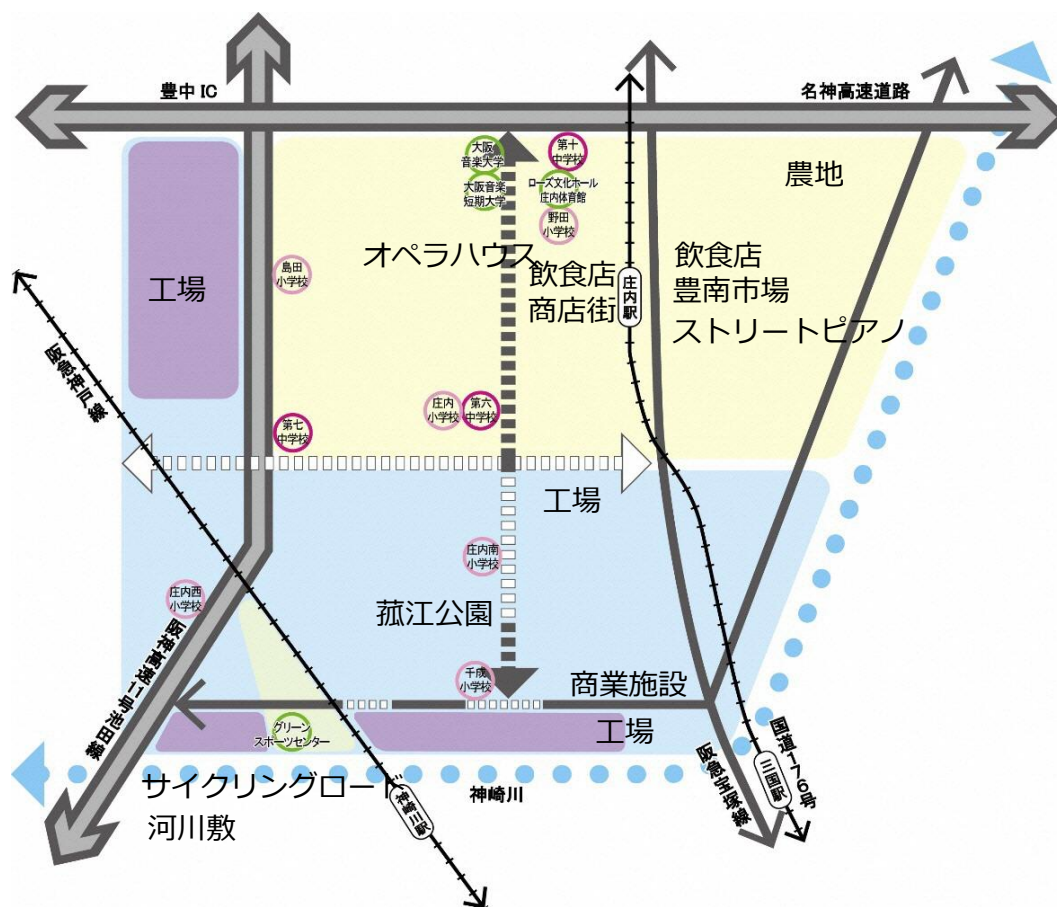 豊中 IC
名神高速道路
大阪
音楽大学
第十
中学校
大阪音楽
短期大学
ローズ文化ホール
庄内体育館
農地
野田
小学校
オペラハウス
島田
小学校
工場
飲食店
商店街
庄内駅
飲食店
豊南市場
ストリートピアノ
阪急神戸線
庄内
小学校
第六
中学校
第七
中学校
工場
庄内南
小学校
庄内西
小学校
菰江公園
阪神高速11号池田線
千成
小学校
商業施設
グリーン
スポーツセンター
工場
国道176号
阪急宝塚線
三国駅
サイクリングロード
神崎川
神崎川駅
河川敷